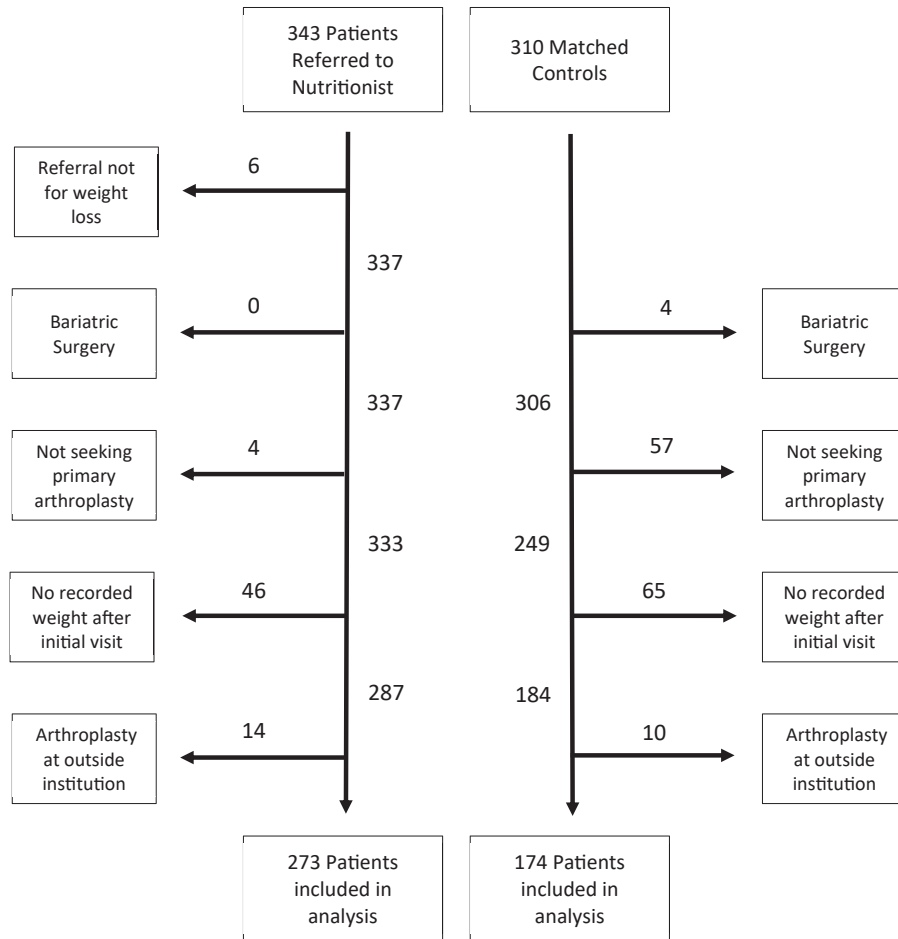 343 Patients
Referred to
Nutritionist
310 Matched
Controls
Referral not
for weight
loss
6
337
Bariatric
Surgery
0
4
Bariatric
Surgery
337
306
Not seeking
primary
arthroplasty
4
57
Not seeking
primary
arthroplasty
333
249
No recorded
weight after
initial visit
46
65
No recorded
weight after
initial visit
287
184
Arthroplasty
at outside
institution
14
10
Arthroplasty
at outside
institution
273 Patients
included in
analysis
174 Patients
included in
analysis